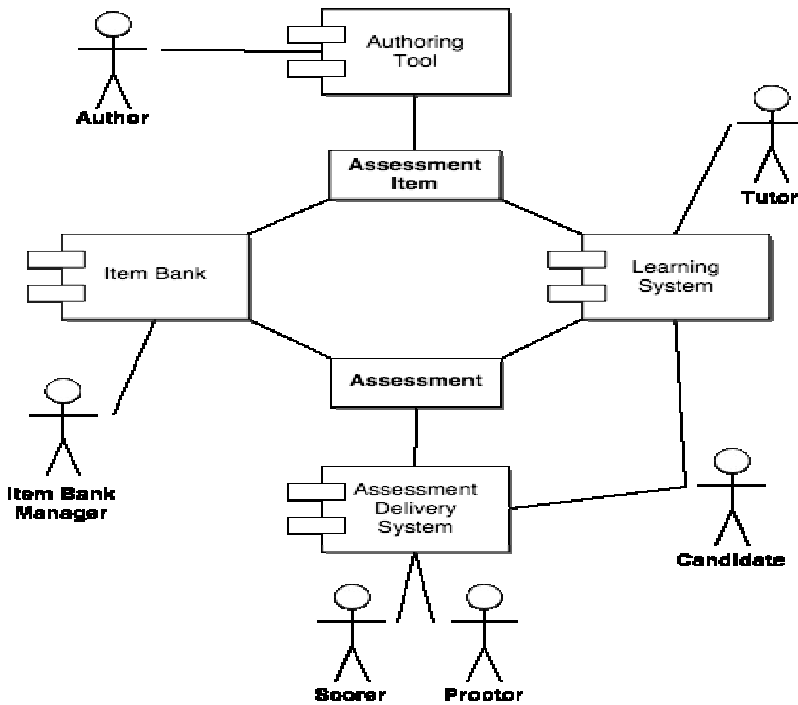 Authoring
Tool
Author
Assessment
Item
Tutor
Item Bank
Learning
System
Assessment
Item Bank
Manager
Assessment
Delivery
System
Candidate
Scorer
Proctor